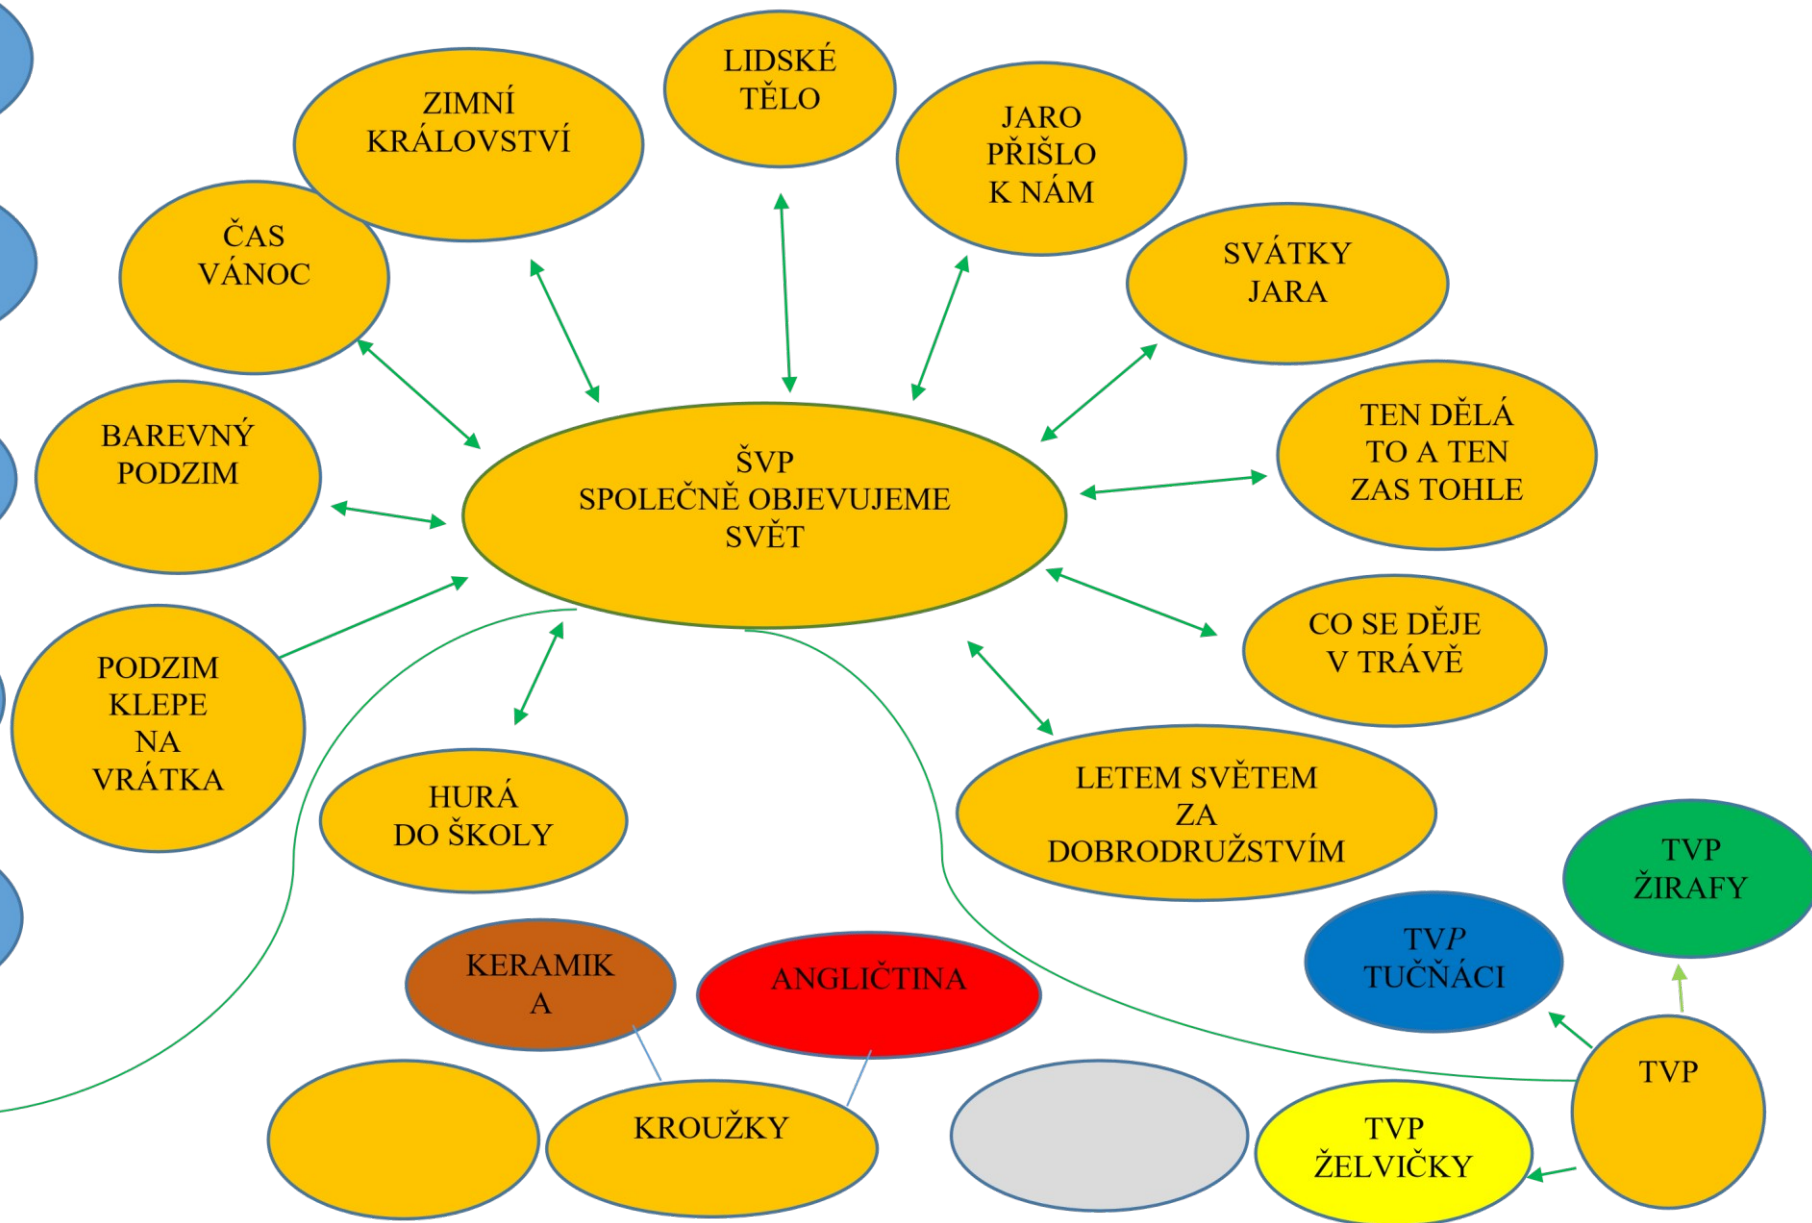 LIDSKÉ
TĚLO
ZIMNÍ
KRÁLOVSTVÍ
JARO
PŘIŠLO
K NÁM
ČAS
VÁNOC
SVÁTKY
JARA
BAREVNÝ
PODZIM
TEN DĚLÁ
TO A TEN
ZAS TOHLE
ŠVP
SPOLEČNĚ OBJEVUJEME
SVĚT
CO SE DĚJE
V TRÁVĚ
PODZIM
KLEPE
NA
VRÁTKA
HURÁ
DO ŠKOLY
LETEM SVĚTEM
ZA
DOBRODRUŽSTVÍM
TVP
ŽIRAFY
TVP
TUČŇÁCI
KERAMIK
A
ANGLIČTINA
TVP
KROUŽKY
TVP
ŽELVIČKY